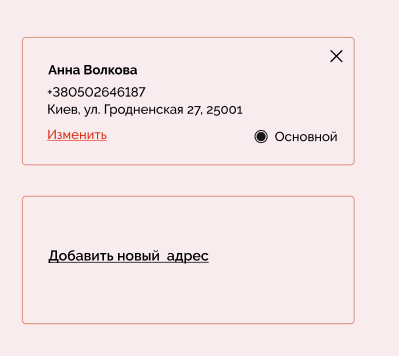 Анна Волкова
+380502646187
Киев, ул. Гродненская 27, 25001
Изменить
Основной
Добавить новый адрес